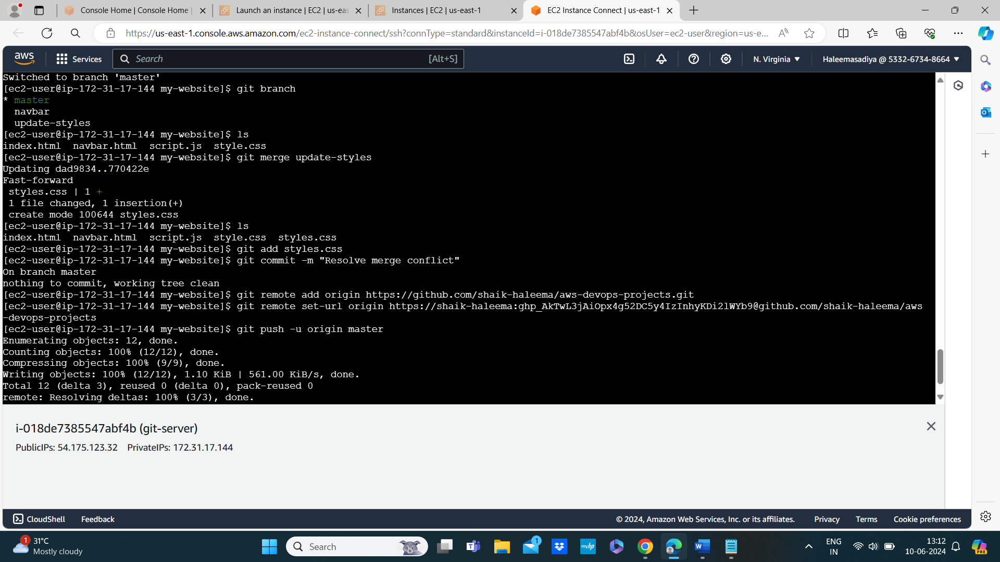 Console Home | Console Home |
Launch an instance | EC2 | us-eas
Instances | EC2 | us-east-1
EC2 Instance Connect | us-east-1
https://us-east-1.console.aws.amazon.com/ec2-instance-connect/ssh?connType=standard&instanceId=i-018de7385547abf4b&osUser=ec2-user&region=us-e...
aws
Services
Search
[Alt+S]
N. Virginia
Haleemasadiya @ 5332-6734-8664
Switched to branch 'master'
[ec2-user@ip-172-31-17-144 my-website]$ git branch
* master
navbar
update-styles
[ec2-user@ip-172-31-17-144 my-website]$ ls
index.html navbar.html script.js style.css
[ec2-user@ip-172-31-17-144 my-website]$ git merge update-styles
Updating dad9834..770422e
Fast-forward
styles.css | 1 +
1 file changed, 1 insertion(+)
create mode 100644 styles.css
[ec2-user@ip-172-31-17-144 my-website]$ ls
index.html navbar.html script.js style.css styles.css
[ec2-user@ip-172-31-17-144 my-website]$ git add styles.css
[ec2-user@ip-172-31-17-144 my-website]$ git commit -m "Resolve merge conflict"
On branch master
nothing to commit, working tree clean
[ec2-user@ip-172-31-17-144 my-website]$ git remote add origin https://github.com/shaik-haleema/aws-devops-projects.git
[ec2-user@ip-172-31-17-144 my-website]$ git remote set-url origin https://shaik-haleema: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@github.com/shaik-haleema/aws
-devops-projects
[ec2-user@ip-172-31-17-144 my-website]$ git push -u origin master
Enumerating objects: 12, done.
Counting objects: 100% (12/12), done.
Compressing objects: 100% (9/9), done.
Writing objects: 100% (12/12), 1.10 KiB | 561.00 KiB/s, done.
Total 12 (delta 3), reused 0 (delta 0), pack-reused 0
remote: Resolving deltas: 100% (3/3), done.
i-018de7385547abf4b (git-server)
PublicIPs: 54.175.123.32 PrivateIPs: 172.31.17.144
CloudShell
Feedback
© 2024, Amazon Web Services, Inc. or its affiliates.
Privacy
Terms
Cookie preferences
1
31°C
Mostly cloudy
Search
1
myhp
ENG
IN
13:12
10-06-2024
PRE